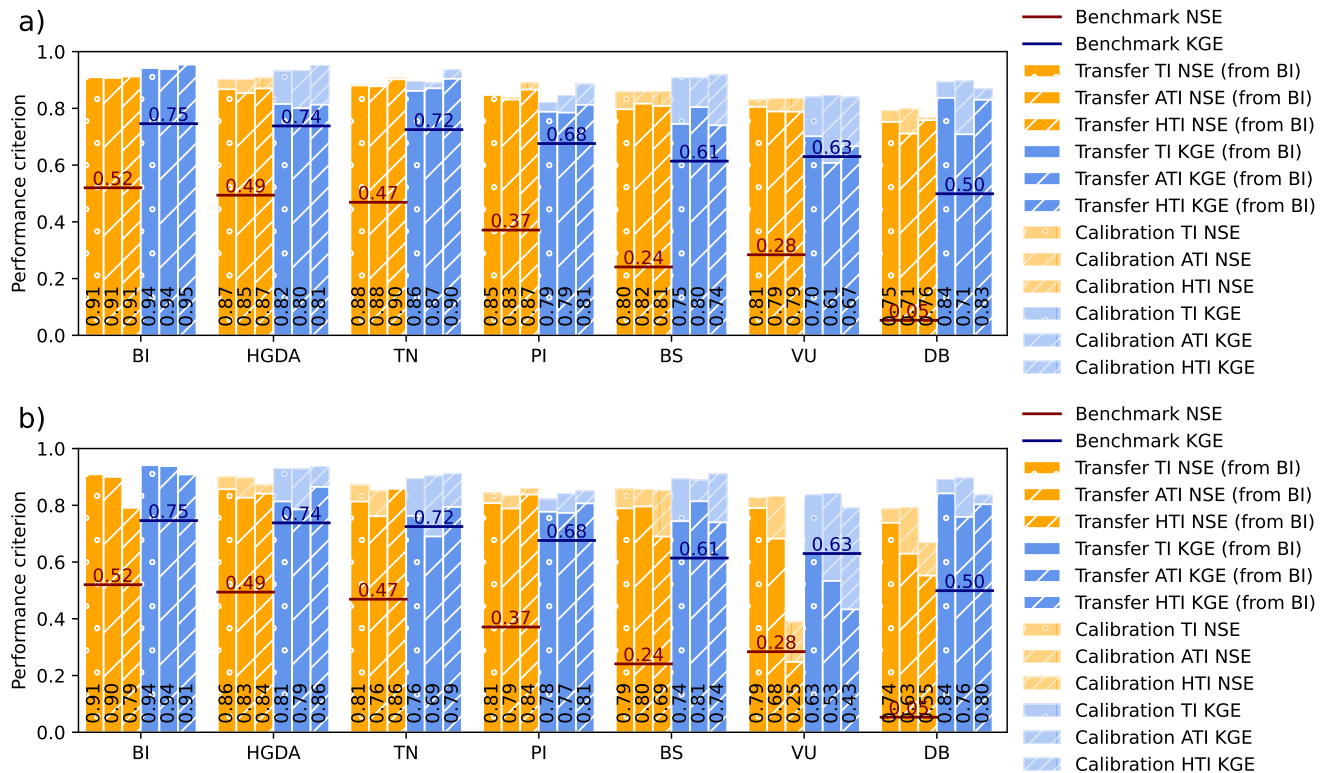 a)
Performance criterion
1.0
0.8
0.6
0.4
0.2
0.0
0.52
0.75
0.49
0.74
0.47
0.72
0.37
0.68
0.24
0.61
0.28
0.63
0.05
0.50
0.91
0.91
0.91
0.94
0.94
0.95
0.87
0.85
0.87
0.82
0.80
0.81
0.88
0.88
0.90
0.86
0.87
0.90
0.85
0.83
0.87
0.79
0.79
0.81
0.80
0.82
0.81
0.75
0.80
0.74
0.81
0.79
0.79
0.70
0.61
0.67
0.75
0.71
0.76
0.84
0.71
0.83
BI
HGDA
TN
PI
BS
VU
DB
Benchmark NSE
Benchmark KGE
Transfer TI NSE (from BI)
Transfer ATI NSE (from BI)
Transfer HTI NSE (from BI)
Transfer TI KGE (from BI)
Transfer ATI KGE (from BI)
Transfer HTI KGE (from BI)
Calibration TI NSE
Calibration ATI NSE
Calibration HTI NSE
Calibration TI KGE
Calibration ATI KGE
Calibration HTI KGE
b)
Performance criterion
1.0
0.8
0.6
0.4
0.2
0.0
0.52
0.75
0.49
0.74
0.47
0.72
0.37
0.68
0.24
0.61
0.28
0.63
0.05
0.50
0.91
0.90
0.79
0.94
0.94
0.91
0.86
0.83
0.84
0.81
0.79
0.86
0.81
0.76
0.86
0.76
0.69
0.79
0.81
0.79
0.84
0.78
0.77
0.81
0.79
0.80
0.69
0.74
0.81
0.74
0.79
0.68
0.25
0.63
0.53
0.43
0.74
0.63
0.55
0.84
0.76
0.80
BI
HGDA
TN
PI
BS
VU
DB
Benchmark NSE
Benchmark KGE
Transfer TI NSE (from BI)
Transfer ATI NSE (from BI)
Transfer HTI NSE (from BI)
Transfer TI KGE (from BI)
Transfer ATI KGE (from BI)
Transfer HTI KGE (from BI)
Calibration TI NSE
Calibration ATI NSE
Calibration HTI NSE
Calibration TI KGE
Calibration ATI KGE
Calibration HTI KGE